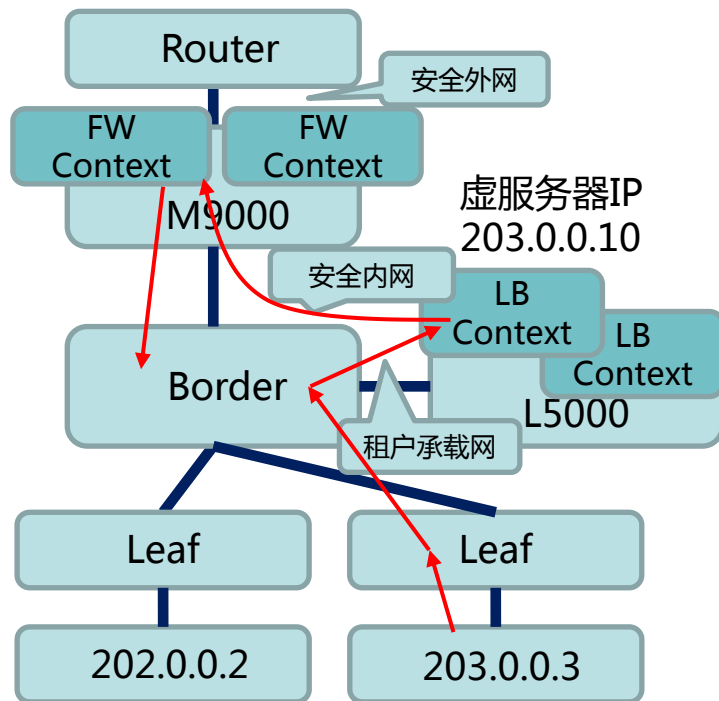 Router
安全外网
FW
Context
FW
Context
M9000
虚服务器IP
203.0.0.10
安全内网
LB
Context
LB
Context
L5000
Border
租户承载网
Leaf
Leaf
202.0.0.2
203.0.0.3